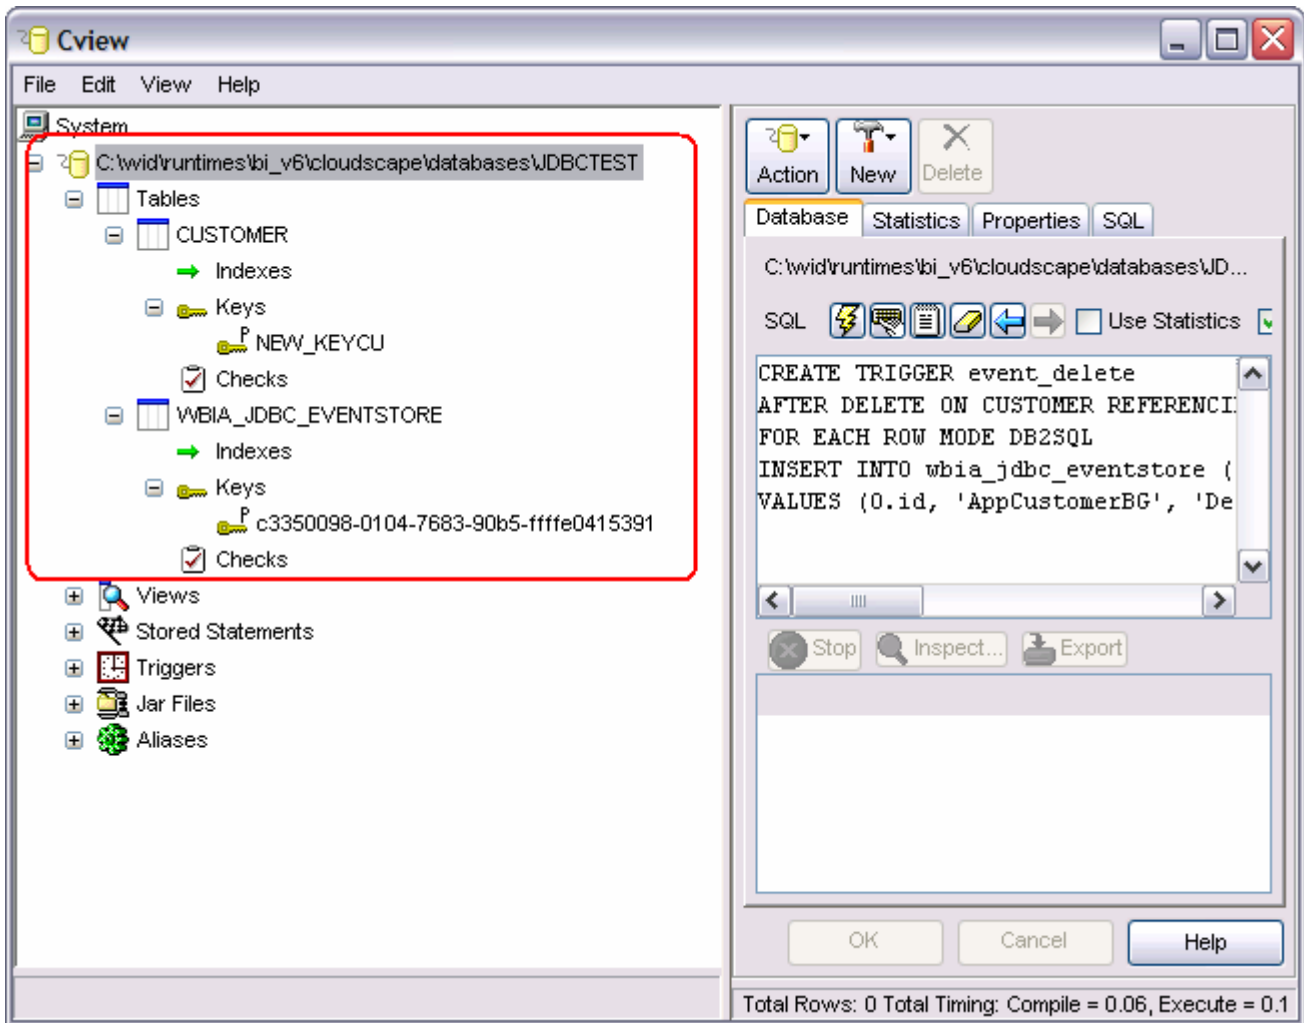 Cview
File Edit View Help
System
C:\wid\runtimes\bi_v6\cloudscape\databases\JDBCTEST
Tables
CUSTOMER
Indexes
Keys
NEW_KEYCU
Checks
WBIA_JDBC_EVENTSTORE
Indexes
Keys
c3350098-0104-7683-90b5-ffffe0415391
Checks
Views
Stored Statements
Triggers
Jar Files
Aliases
Action New Delete
Database Statistics Properties SQL
C:\wid\runtimes\bi_v6\cloudscape\databases\JD...
SQL Use Statistics
CREATE TRIGGER event_delete
AFTER DELETE ON CUSTOMER REFERENCI
FOR EACH ROW MODE DB2SQL
INSERT INTO wbia_jdbc_eventstore (
VALUES (O.id, 'AppCustomerBG', 'De
Stop Inspect... Export
OK Cancel Help
Total Rows: 0 Total Timing: Compile = 0.06, Execute = 0.1